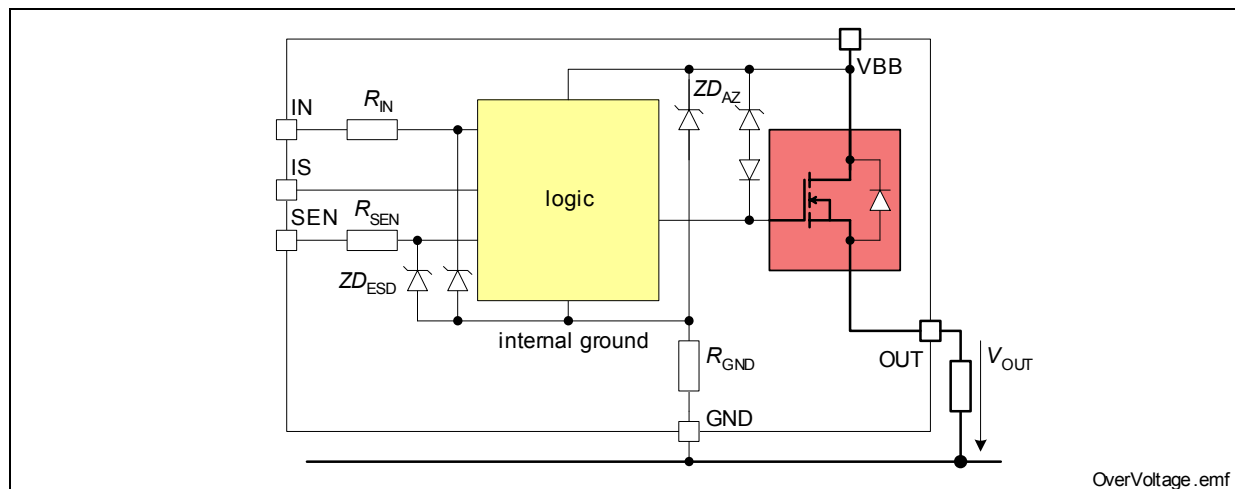 VBB
ZD_AZ
R_IN
IN
IS
logic
SEN
R_SEN
ZD_ESD
internal ground
R_GND
OUT
V_OUT
GND
OverVoltage.emf